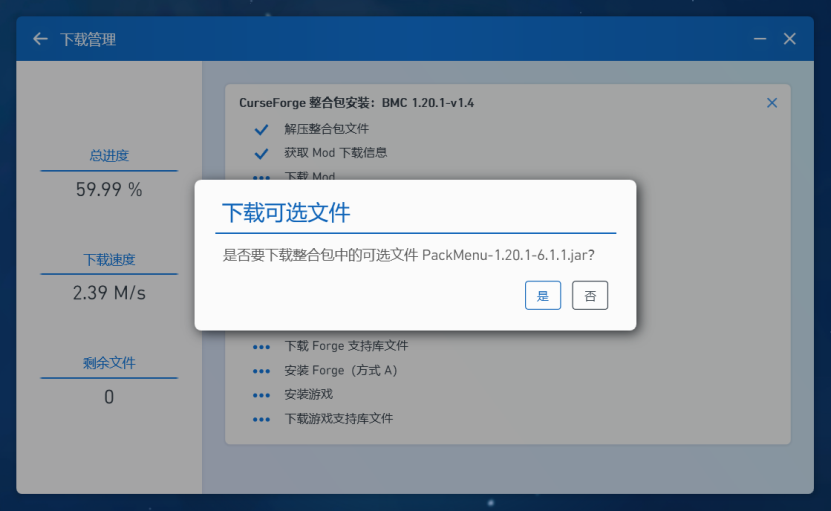 下载管理
总进度
59.99 %
下载速度
2.39 M/s
剩余文件
0
CurseForge 整合包安装：BMC 1.20.1-v1.4
解压整合包文件
获取 Mod 下载信息
下载 Mod
下载可选文件
是否要下载整合包中的可选文件 PackMenu-1.20.1-6.1.1.jar?
是 否
下载 Forge 支持库文件
安装 Forge（方式 A）
安装游戏
下载游戏支持库文件